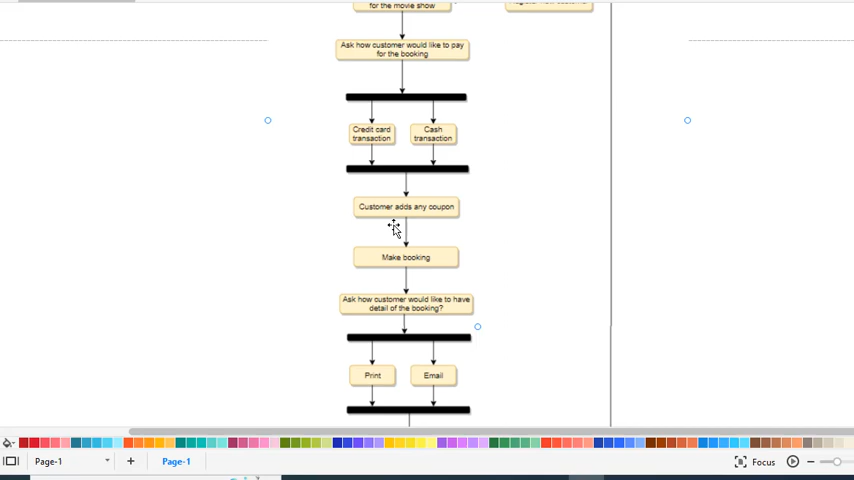 for the movie show
Ask how customer would like to pay
for the booking
Credit card
transaction
Cash
transaction
Customer adds any coupon
Make booking
Ask how customer would like to have
detail of the booking?
Print
Email
Page-1
Page-1
Focus